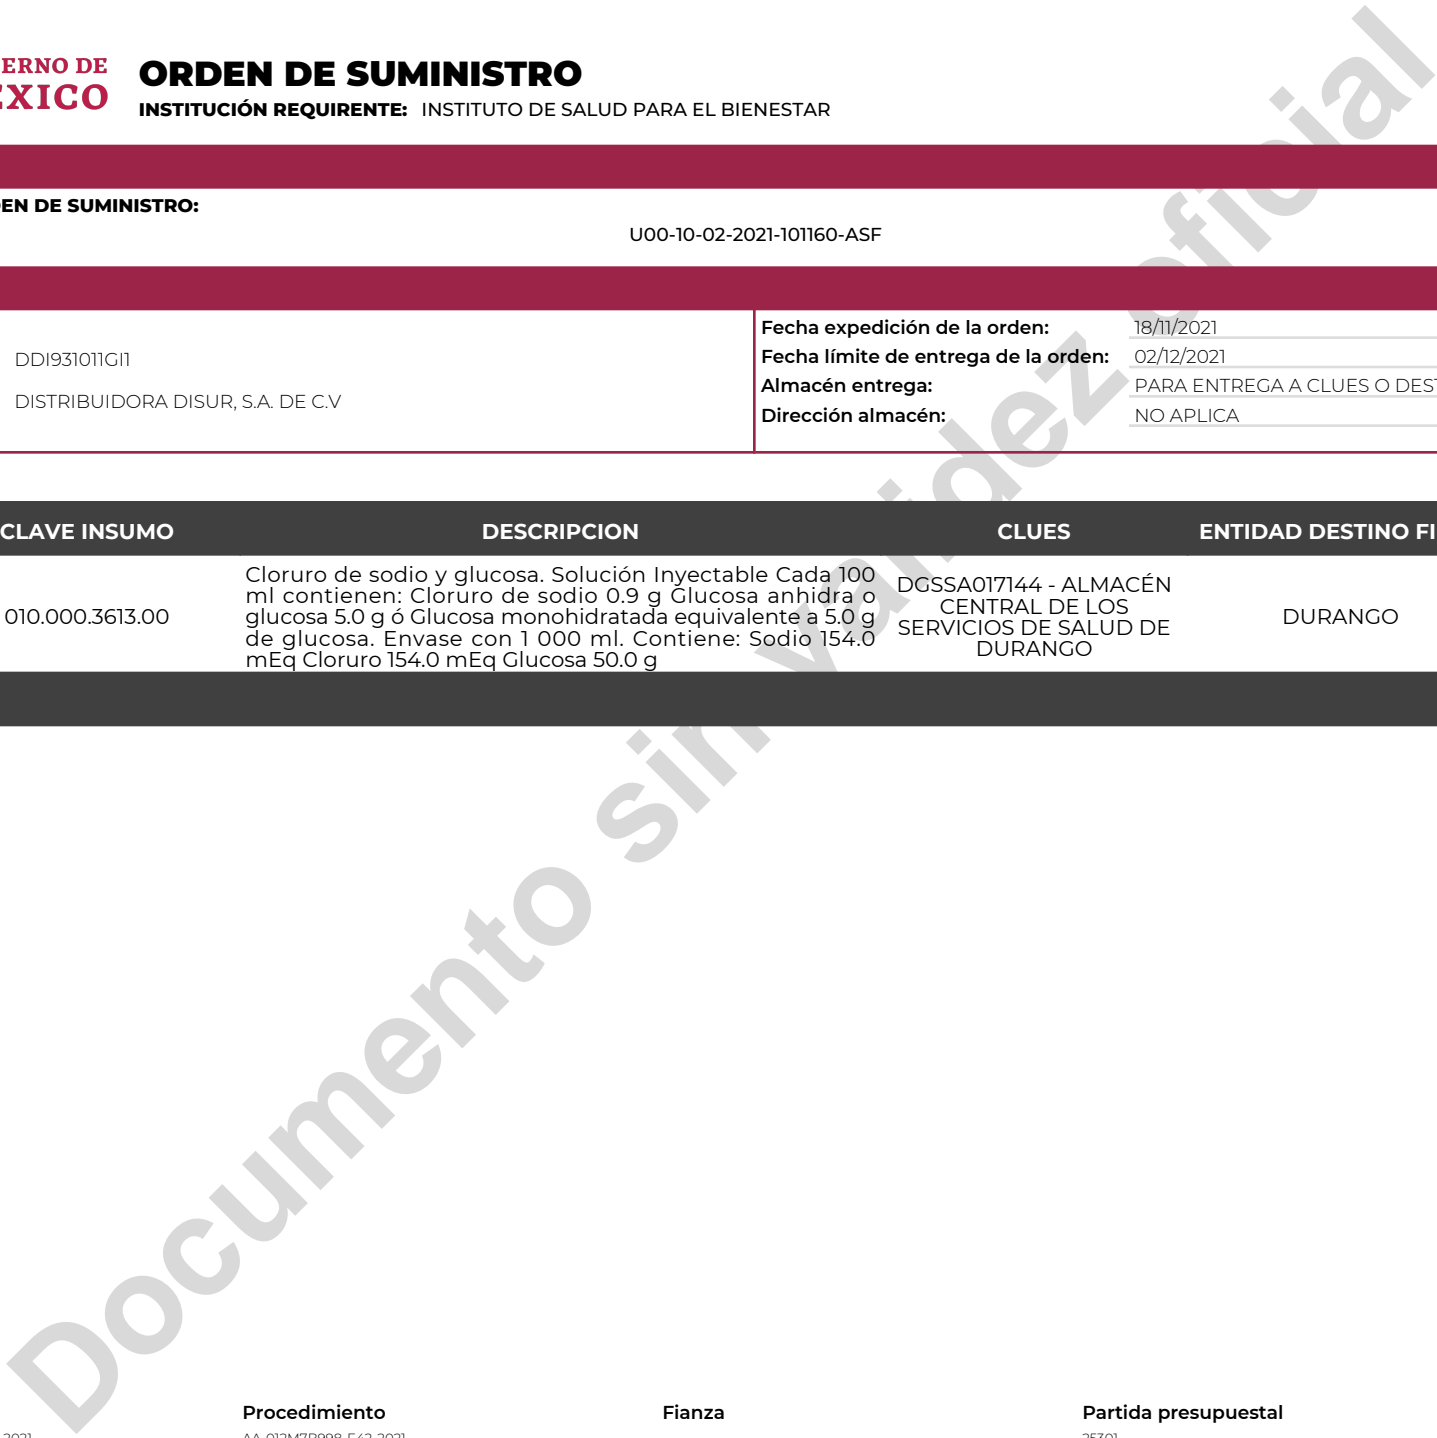 ERNO DE
ORDEN DE SUMINISTRO
INSTITUCIÓN REQUIRENTE: INSTITUTO DE SALUD PARA EL BIENESTAR
EN DE SUMINISTRO:
U00-10-02-2021-101160-ASF
DDI931011GI1
DISTRIBUIDORA DISUR, S.A. DE C.V
Fecha expedición de la orden: 18/11/2021
Fecha límite de entrega de la orden: 02/12/2021
Almacén entrega: PARA ENTREGA A CLUES O DEST
Dirección almacén: NO APLICA
CLAVE INSUMO DESCRIPCION CLUES ENTIDAD DESTINO FI
010.000.3613.00
Cloruro de sodio y glucosa. Solución Inyectable Cada 100
ml contienen: Cloruro de sodio 0.9 g Glucosa anhidra o
glucosa 5.0 g ó Glucosa monohidratada equivalente a 5.0 g
de glucosa. Envase con 1 000 ml. Contiene: Sodio 154.0
mEq Cloruro 154.0 mEq Glucosa 50.0 g
DGSSA017144 - ALMACÉN
CENTRAL DE LOS
SERVICIOS DE SALUD DE
DURANGO
DURANGO
Documento sin validez oficial
Procedimiento Fianza Partida presupuestal